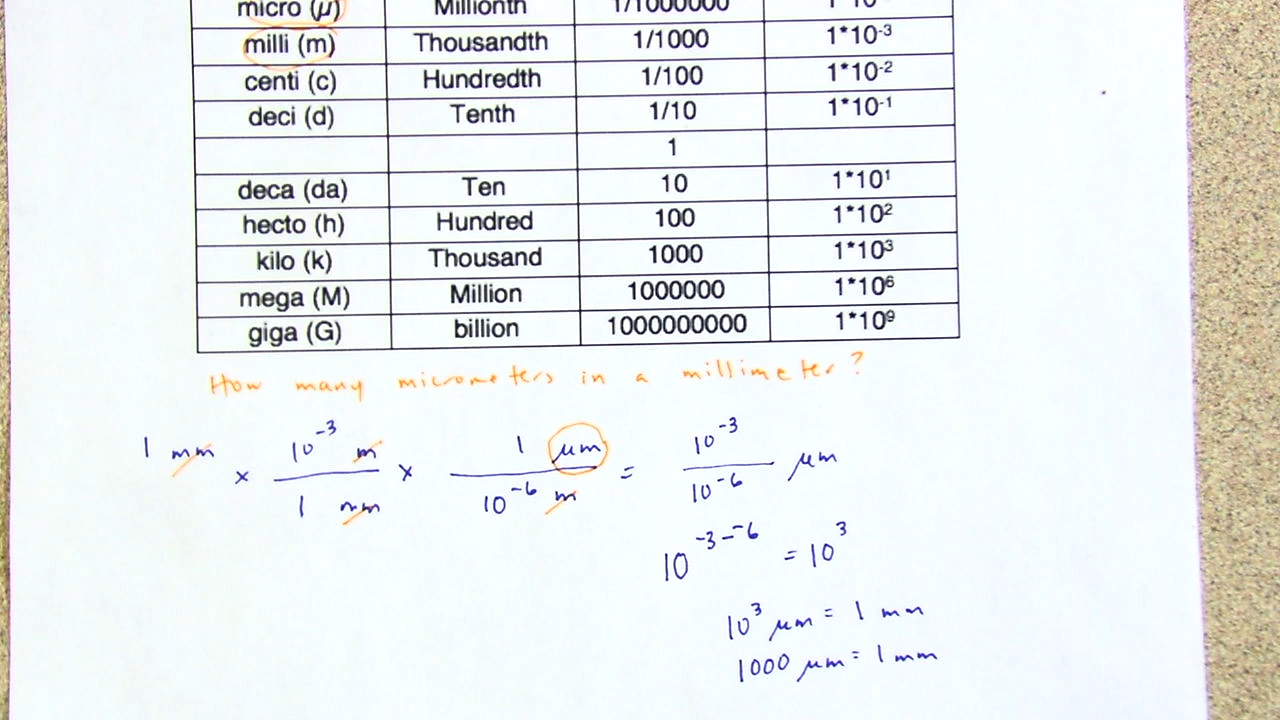 micro (µ) Millionth 1/1000000
milli (m) Thousandth 1/1000 1*10⁻³
centi (c) Hundredth 1/100 1*10⁻²
deci (d) Tenth 1/10 1*10⁻¹
1
deca (da) Ten 10 1*10¹
hecto (h) Hundred 100 1*10²
kilo (k) Thousand 1000 1*10³
mega (M) Million 1000000 1*10⁶
giga (G) billion 1000000000 1*10⁹
How many micrometers in a millimeter?
1 mm × 10⁻³ m / 1 mm × 1 µm / 10⁻⁶ m = 10⁻³ / 10⁻⁶ µm
10⁻³⁻⁻⁶ = 10³
10³ µm = 1 mm
1000 µm = 1 mm